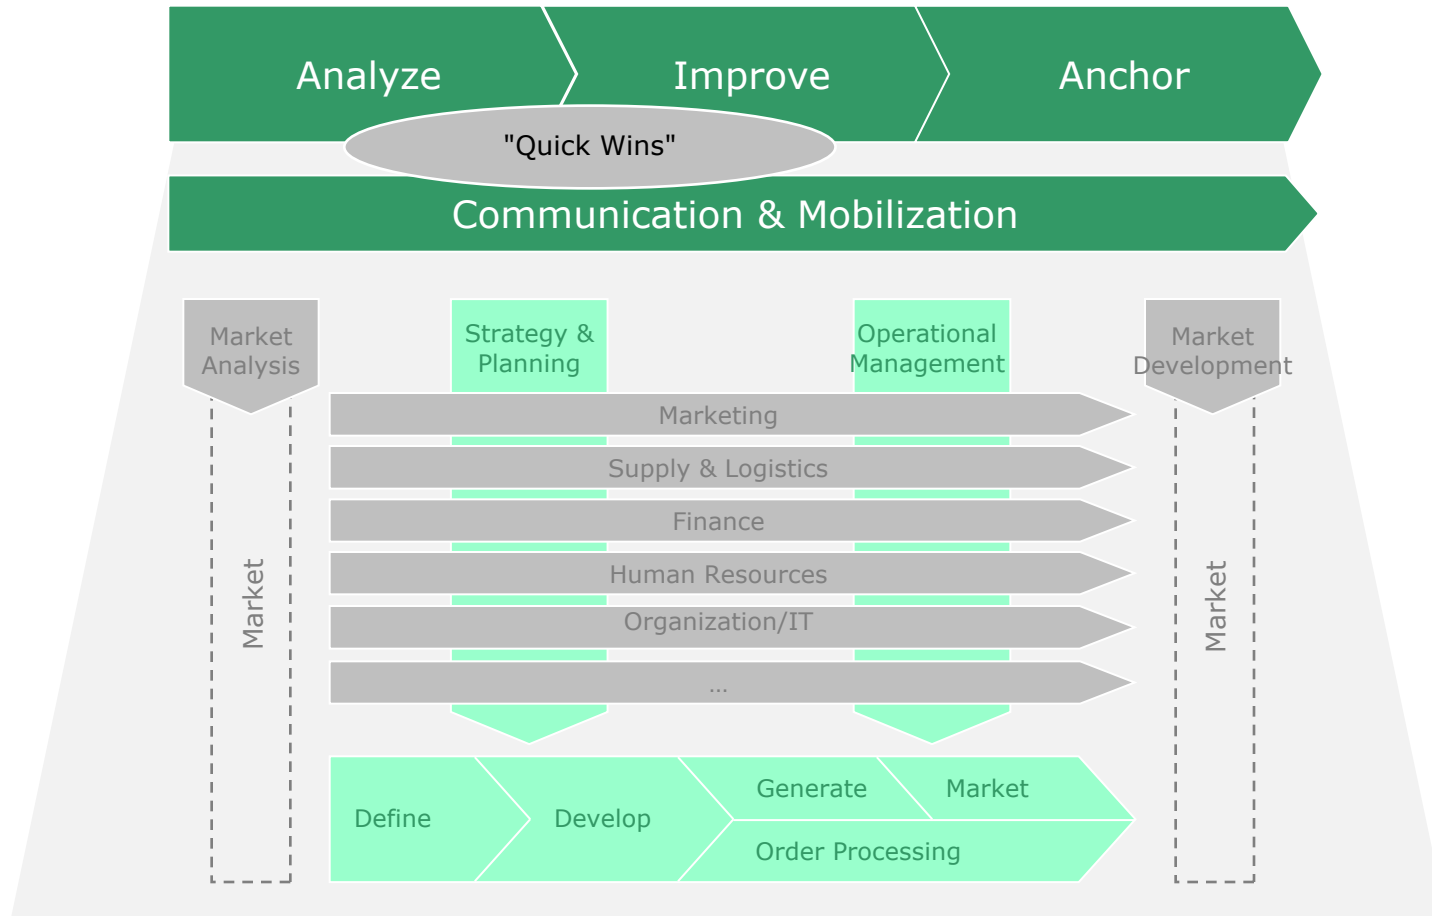 Analyze
Improve
Anchor
"Quick Wins"
Communication & Mobilization
Market
Analysis
Strategy &
Planning
Operational
Management
Market
Development
Marketing
Supply & Logistics
Finance
Human Resources
Organization/IT
...
Market
Market
Define
Develop
Generate
Market
Order Processing